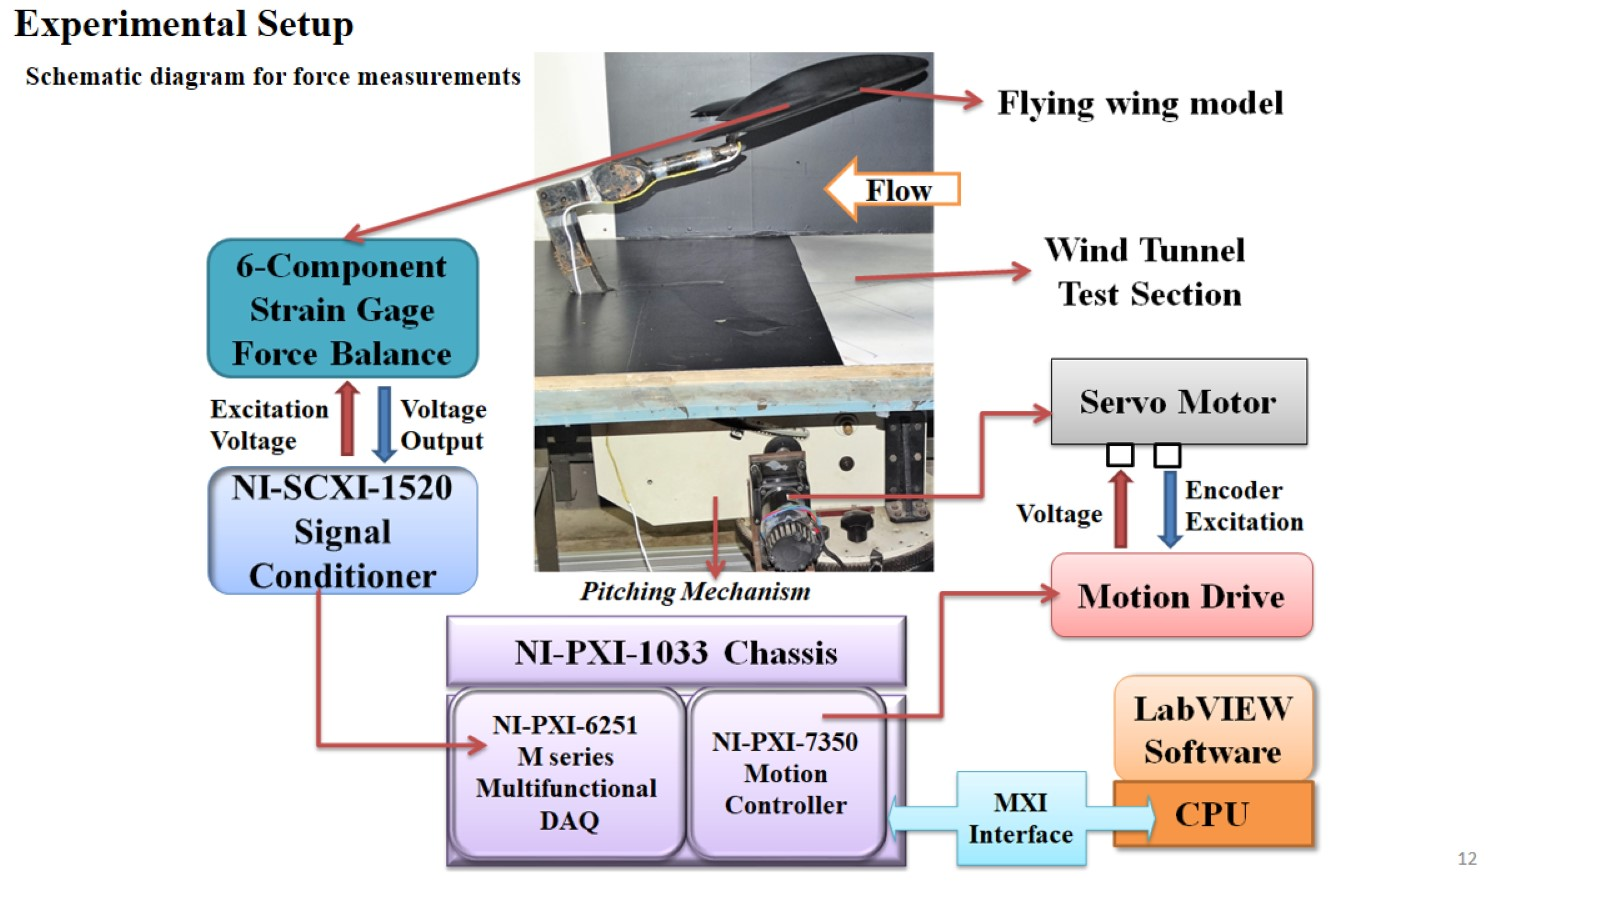 Experimental Setup
Schematic diagram for force measurements
Flying wing model
Flow
Wind Tunnel
Test Section
6-Component
Strain Gage
Force Balance
Excitation
Voltage
Voltage
Output
NI-SCXI-1520
Signal
Conditioner
Servo Motor
Voltage
Encoder
Excitation
Motion Drive
Pitching Mechanism
NI-PXI-1033 Chassis
NI-PXI-6251
M series
Multifunctional
DAQ
NI-PXI-7350
Motion
Controller
MXI
Interface
LabVIEW
Software
CPU
12